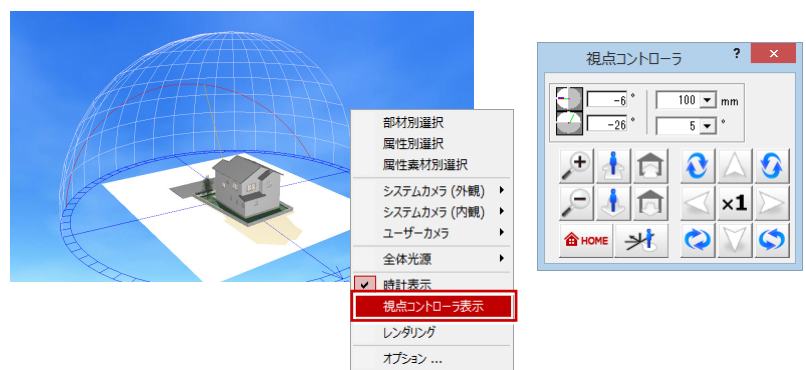 部材別選択
属性別選択
属性素材別選択
システムカメラ (外観)
システムカメラ (内観)
ユーザーカメラ
全体光源
時計表示
視点コントローラ表示
レンダリング
オプション ...
視点コントローラ ?
-6 ° 100 mm
-26 ° 5 °
×1
HOME